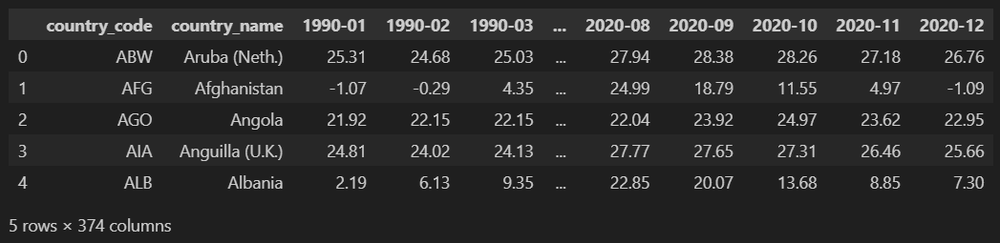 country_code country_name 1990-01 1990-02 1990-03 ... 2020-08 2020-09 2020-10 2020-11 2020-12
0 ABW Aruba (Neth.) 25.31 24.68 25.03 ... 27.94 28.38 28.26 27.18 26.76
1 AFG Afghanistan -1.07 -0.29 4.35 ... 24.99 18.79 11.55 4.97 -1.09
2 AGO Angola 21.92 22.15 22.15 ... 22.04 23.92 24.97 23.62 22.95
3 AIA Anguilla (U.K.) 24.81 24.02 24.13 ... 27.77 27.65 27.31 26.46 25.66
4 ALB Albania 2.19 6.13 9.35 ... 22.85 20.07 13.68 8.85 7.30
5 rows × 374 columns